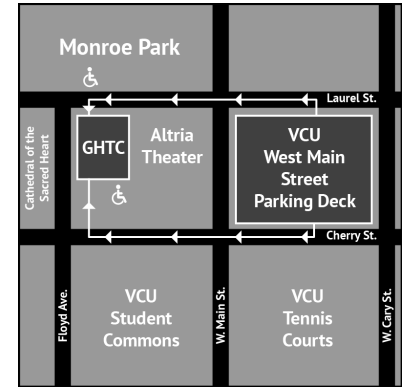 Monroe Park
Laurel St.
Cathedral of the
Sacred Heart
GHTC
Altria
Theater
VCU
West Main
Street
Parking Deck
Cherry St.
Floyd Ave.
VCU
Student
Commons
W. Main St.
VCU
Tennis
Courts
W. Cary St.